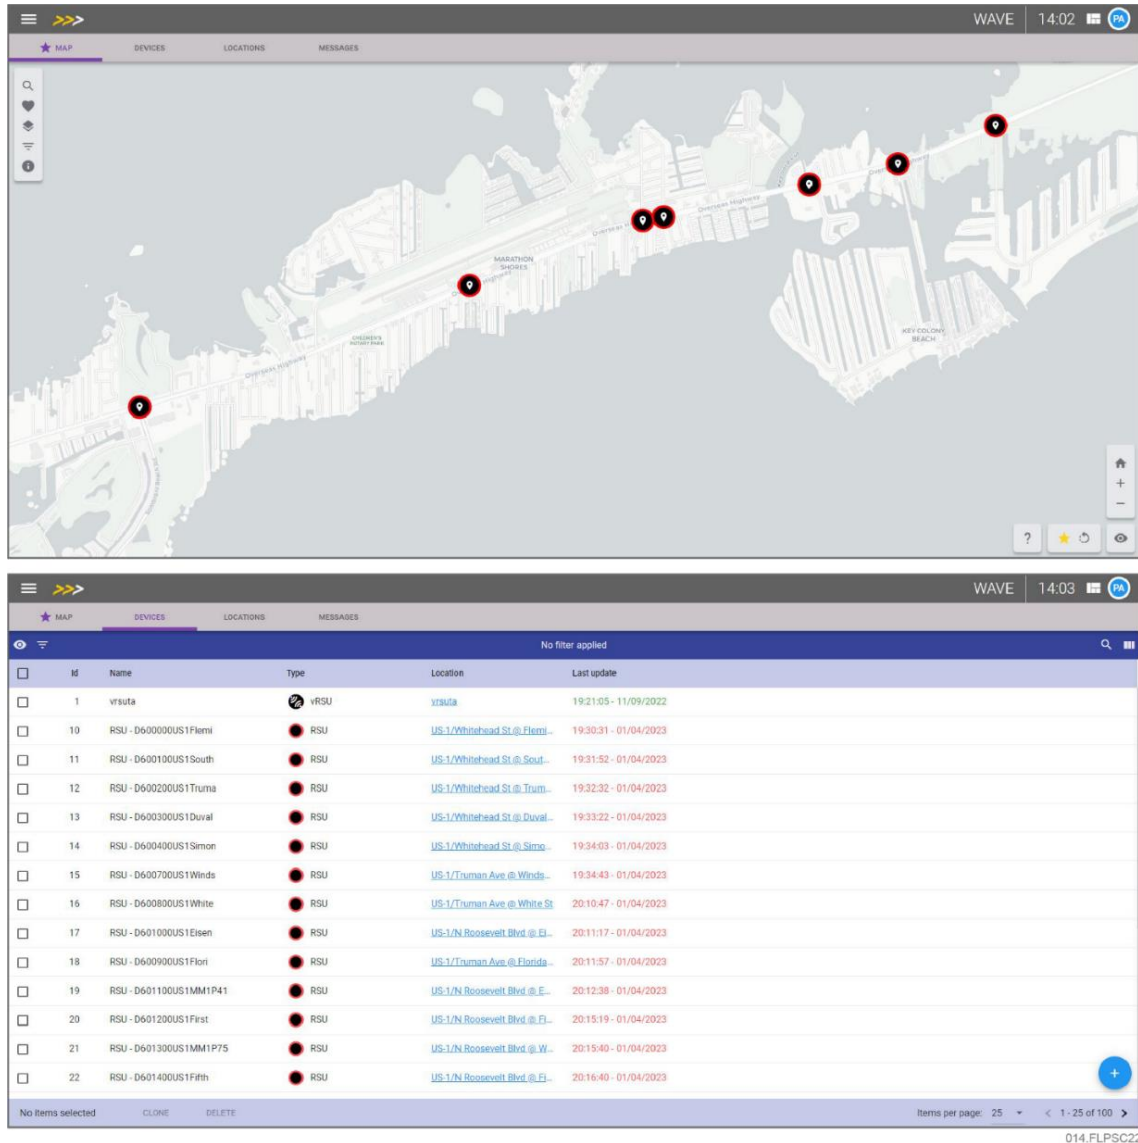 >>>
WAVE
14:02
PA
MAP
DEVICES
LOCATIONS
MESSAGES
Overseas Highway
MARATHON
SHORES
Overseas Highway
KEY COLONY
BEACH
?
>>>
WAVE
14:03
PA
MAP
DEVICES
LOCATIONS
MESSAGES
No filter applied
Id Name Type Location Last update
1 vrsuta vRSU vrsuta 19:21:05 - 11/09/2022
10 RSU - D600000US1Flemi RSU US-1/Whitehead St @ Flemi... 19:30:31 - 01/04/2023
11 RSU - D600100US1South RSU US-1/Whitehead St @ Sout... 19:31:52 - 01/04/2023
12 RSU - D600200US1Truma RSU US-1/Whitehead St @ Trum... 19:32:32 - 01/04/2023
13 RSU - D600300US1Duval RSU US-1/Whitehead St @ Duval... 19:33:22 - 01/04/2023
14 RSU - D600400US1Simon RSU US-1/Whitehead St @ Simo... 19:34:03 - 01/04/2023
15 RSU - D600700US1Winds RSU US-1/Truman Ave @ Winds... 19:34:43 - 01/04/2023
16 RSU - D600800US1White RSU US-1/Truman Ave @ White St 20:10:47 - 01/04/2023
17 RSU - D601000US1Eisen RSU US-1/N Roosevelt Blvd @ Ei... 20:11:17 - 01/04/2023
18 RSU - D600900US1Flori RSU US-1/Truman Ave @ Florida... 20:11:57 - 01/04/2023
19 RSU - D601100US1MM1P41 RSU US-1/N Roosevelt Blvd @ E... 20:12:38 - 01/04/2023
20 RSU - D601200US1First RSU US-1/N Roosevelt Blvd @ Fi... 20:15:19 - 01/04/2023
21 RSU - D601300US1MM1P75 RSU US-1/N Roosevelt Blvd @ W... 20:15:40 - 01/04/2023
22 RSU - D601400US1Fifth RSU US-1/N Roosevelt Blvd @ Fi... 20:16:40 - 01/04/2023
No items selected CLONE DELETE Items per page: 25 1 - 25 of 100
014.FLPSC22